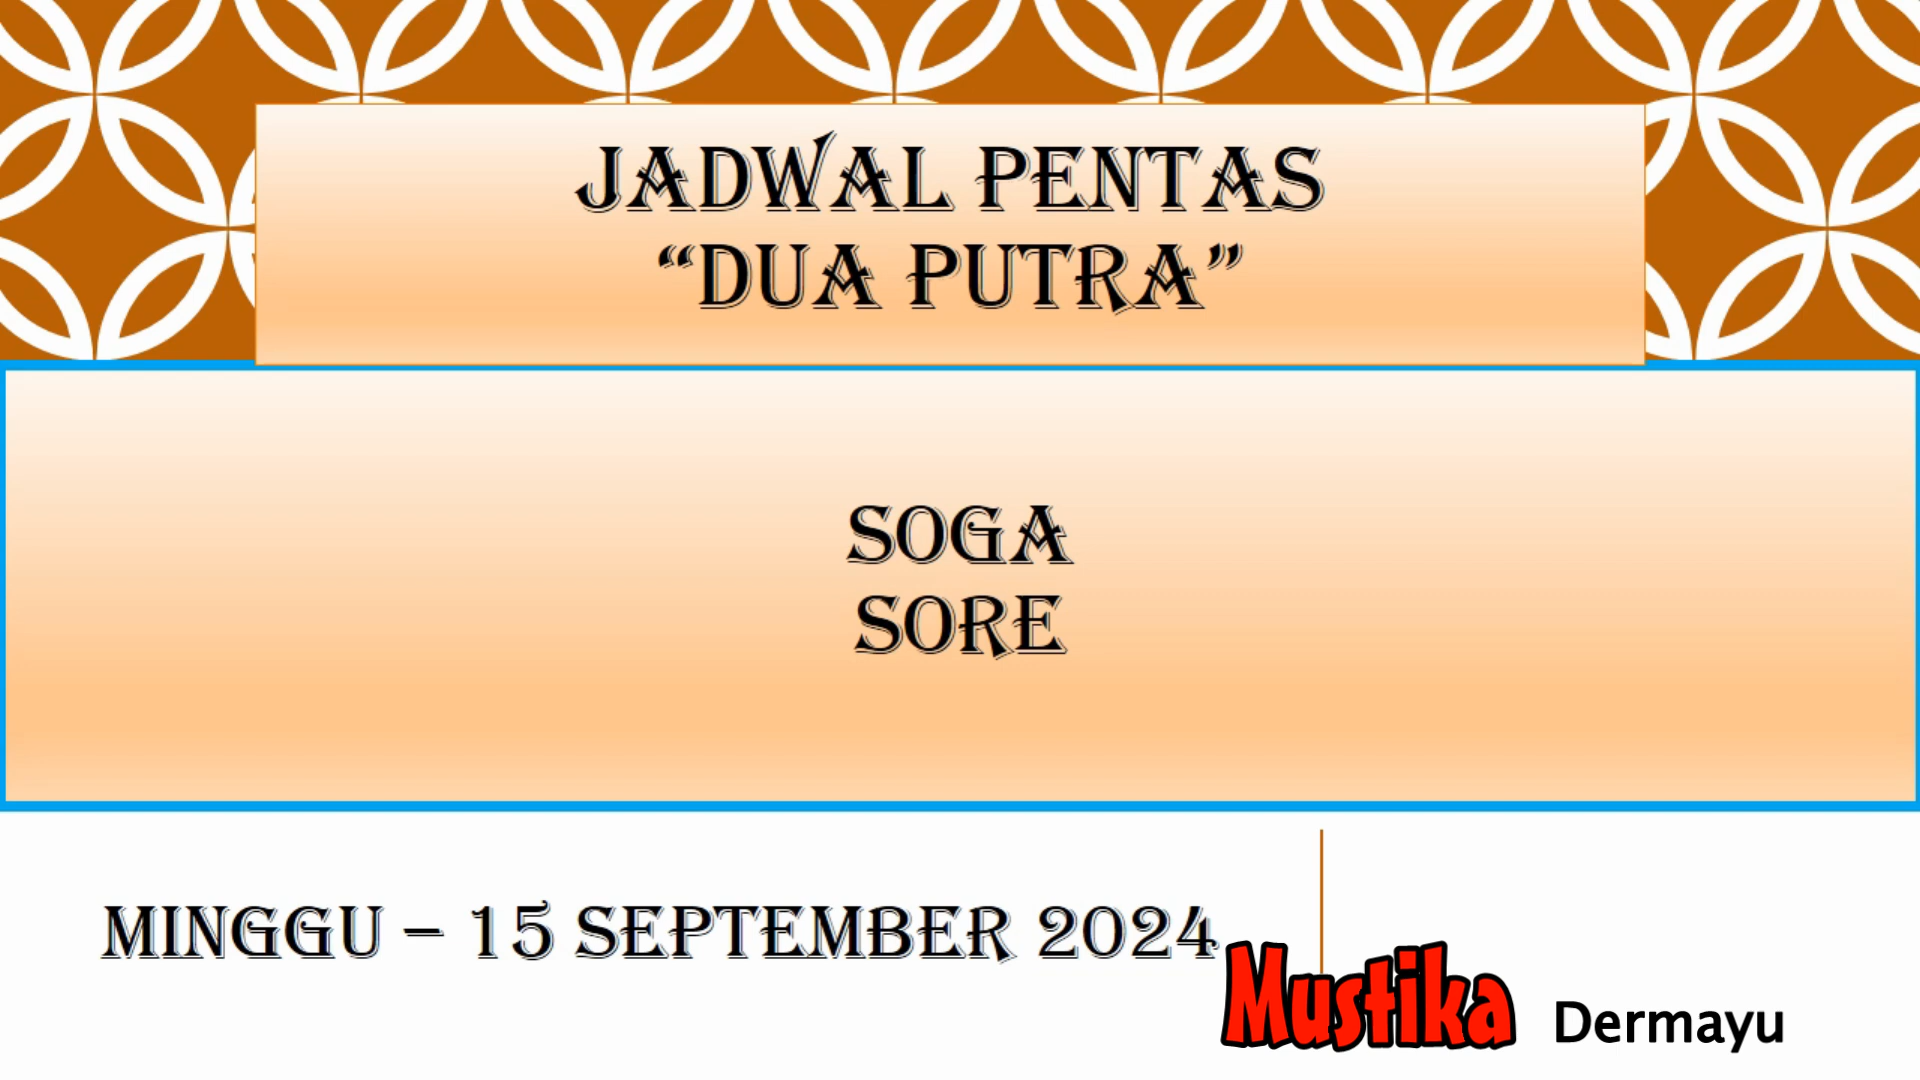 JADWAL PENTAS
“DUA PUTRA”
SOGA
SORE
MINGGU – 15 SEPTEMBER 2024
Mustika Dermayu